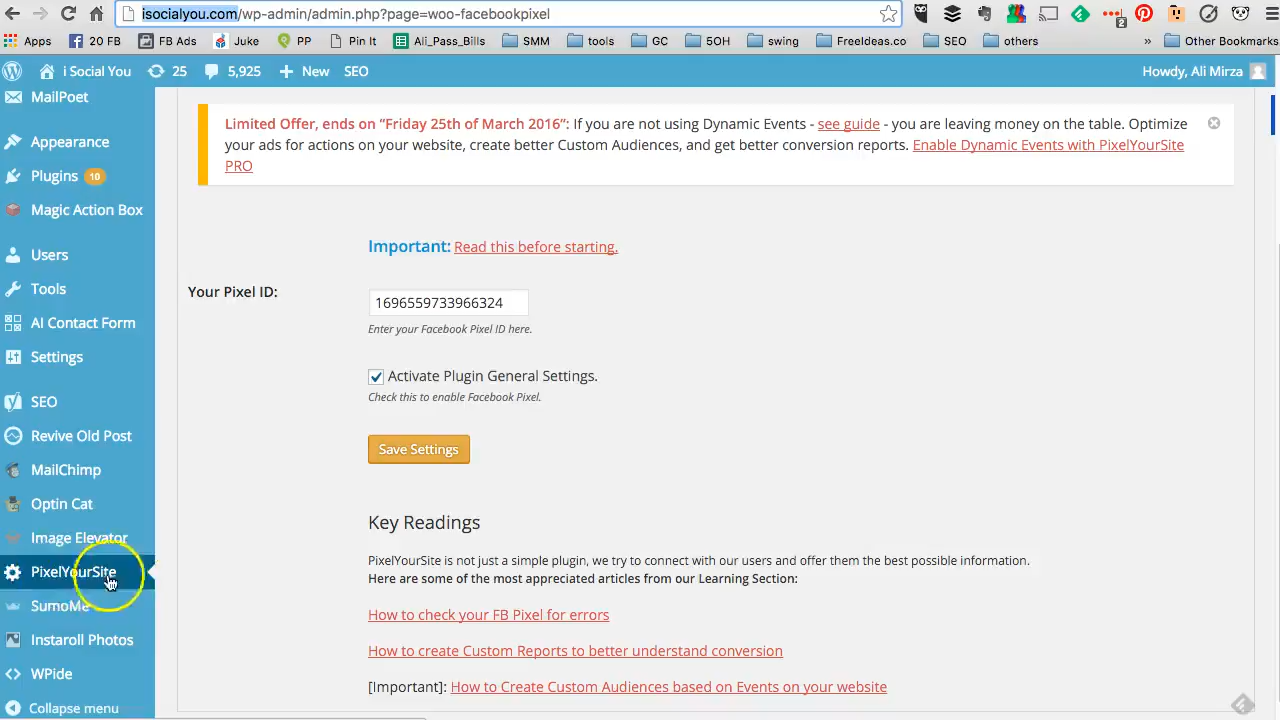 isocialyou.com/wp-admin/admin.php?page=woo-facebookpixel
2
Apps 20 FB FB Ads Juke PP Pin It Ali_Pass_Bills SMM tools GC 5OH swing FreeIdeas.co SEO others » Other Bookmarks
i Social You 25 5,925 New SEO Howdy, Ali Mirza
MailPoet
Appearance
Plugins 10
Magic Action Box
Users
Tools
AI Contact Form
Settings
SEO
Revive Old Post
MailChimp
Optin Cat
Image Elevator
PixelYourSite
SumoMe
Instaroll Photos
WPide
Collapse menu
Limited Offer, ends on "Friday 25th of March 2016": If you are not using Dynamic Events - see guide - you are leaving money on the table. Optimize
your ads for actions on your website, create better Custom Audiences, and get better conversion reports. Enable Dynamic Events with PixelYourSite
PRO
Important: Read this before starting.
Your Pixel ID:
1696559733966324
Enter your Facebook Pixel ID here.
Activate Plugin General Settings.
Check this to enable Facebook Pixel.
Save Settings
Key Readings
PixelYourSite is not just a simple plugin, we try to connect with our users and offer them the best possible information.
Here are some of the most appreciated articles from our Learning Section:
How to check your FB Pixel for errors
How to create Custom Reports to better understand conversion
[Important]: How to Create Custom Audiences based on Events on your website